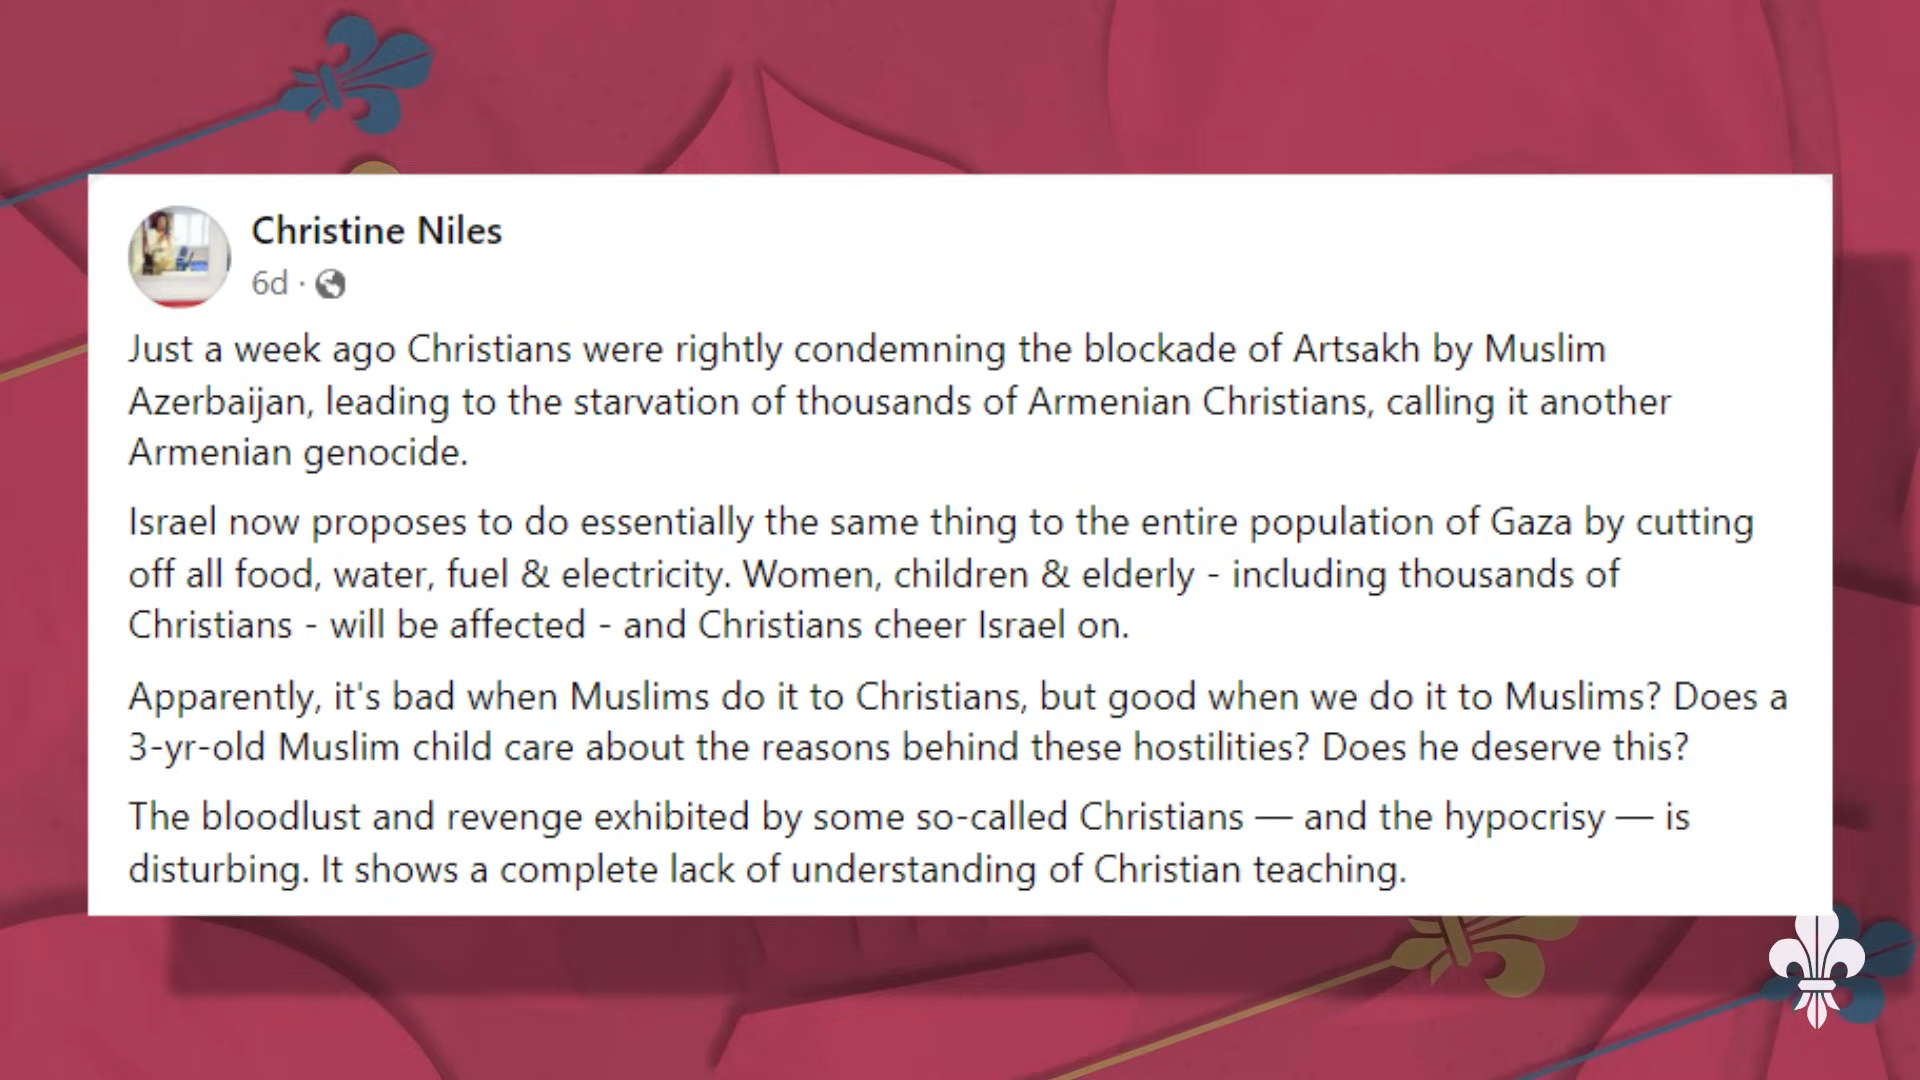 Christine Niles
6d ·
Just a week ago Christians were rightly condemning the blockade of Artsakh by Muslim
Azerbaijan, leading to the starvation of thousands of Armenian Christians, calling it another
Armenian genocide.
Israel now proposes to do essentially the same thing to the entire population of Gaza by cutting
off all food, water, fuel & electricity. Women, children & elderly - including thousands of
Christians - will be affected - and Christians cheer Israel on.
Apparently, it's bad when Muslims do it to Christians, but good when we do it to Muslims? Does a
3-yr-old Muslim child care about the reasons behind these hostilities? Does he deserve this?
The bloodlust and revenge exhibited by some so-called Christians — and the hypocrisy — is
disturbing. It shows a complete lack of understanding of Christian teaching.